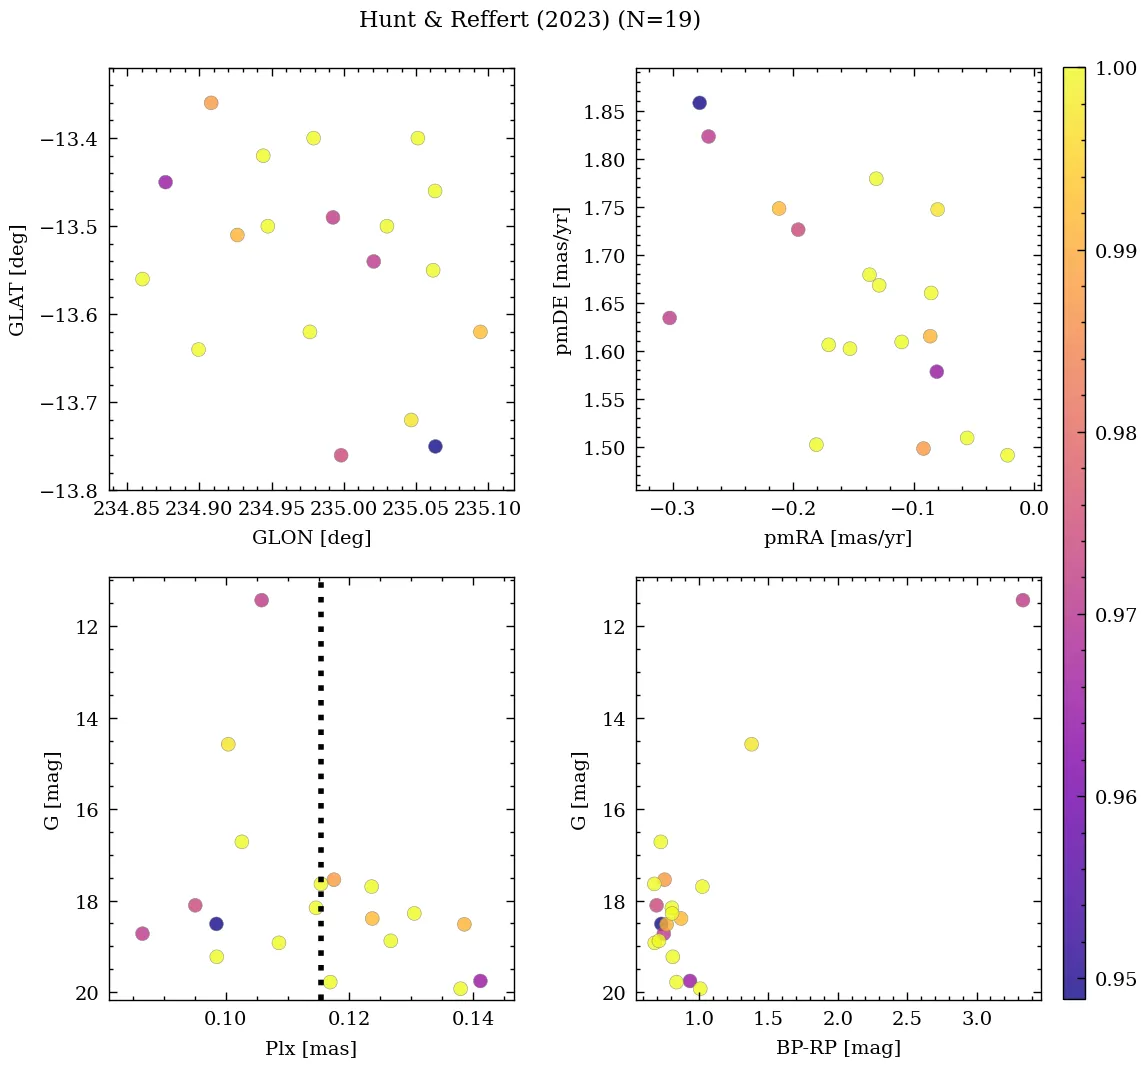 Hunt & Reffert (2023) (N=19)
−13.4
−13.5
−13.6
−13.7
−13.8
GLAT [deg]
234.85 234.90 234.95 235.00 235.05 235.10
GLON [deg]
1.85
1.80
1.75
1.70
1.65
1.60
1.55
1.50
pmDE [mas/yr]
−0.3 −0.2 −0.1 0.0
pmRA [mas/yr]
12
14
16
18
20
G [mag]
0.10 0.12 0.14
Plx [mas]
12
14
16
18
20
G [mag]
1.0 1.5 2.0 2.5 3.0
BP-RP [mag]
1.00
0.99
0.98
0.97
0.96
0.95